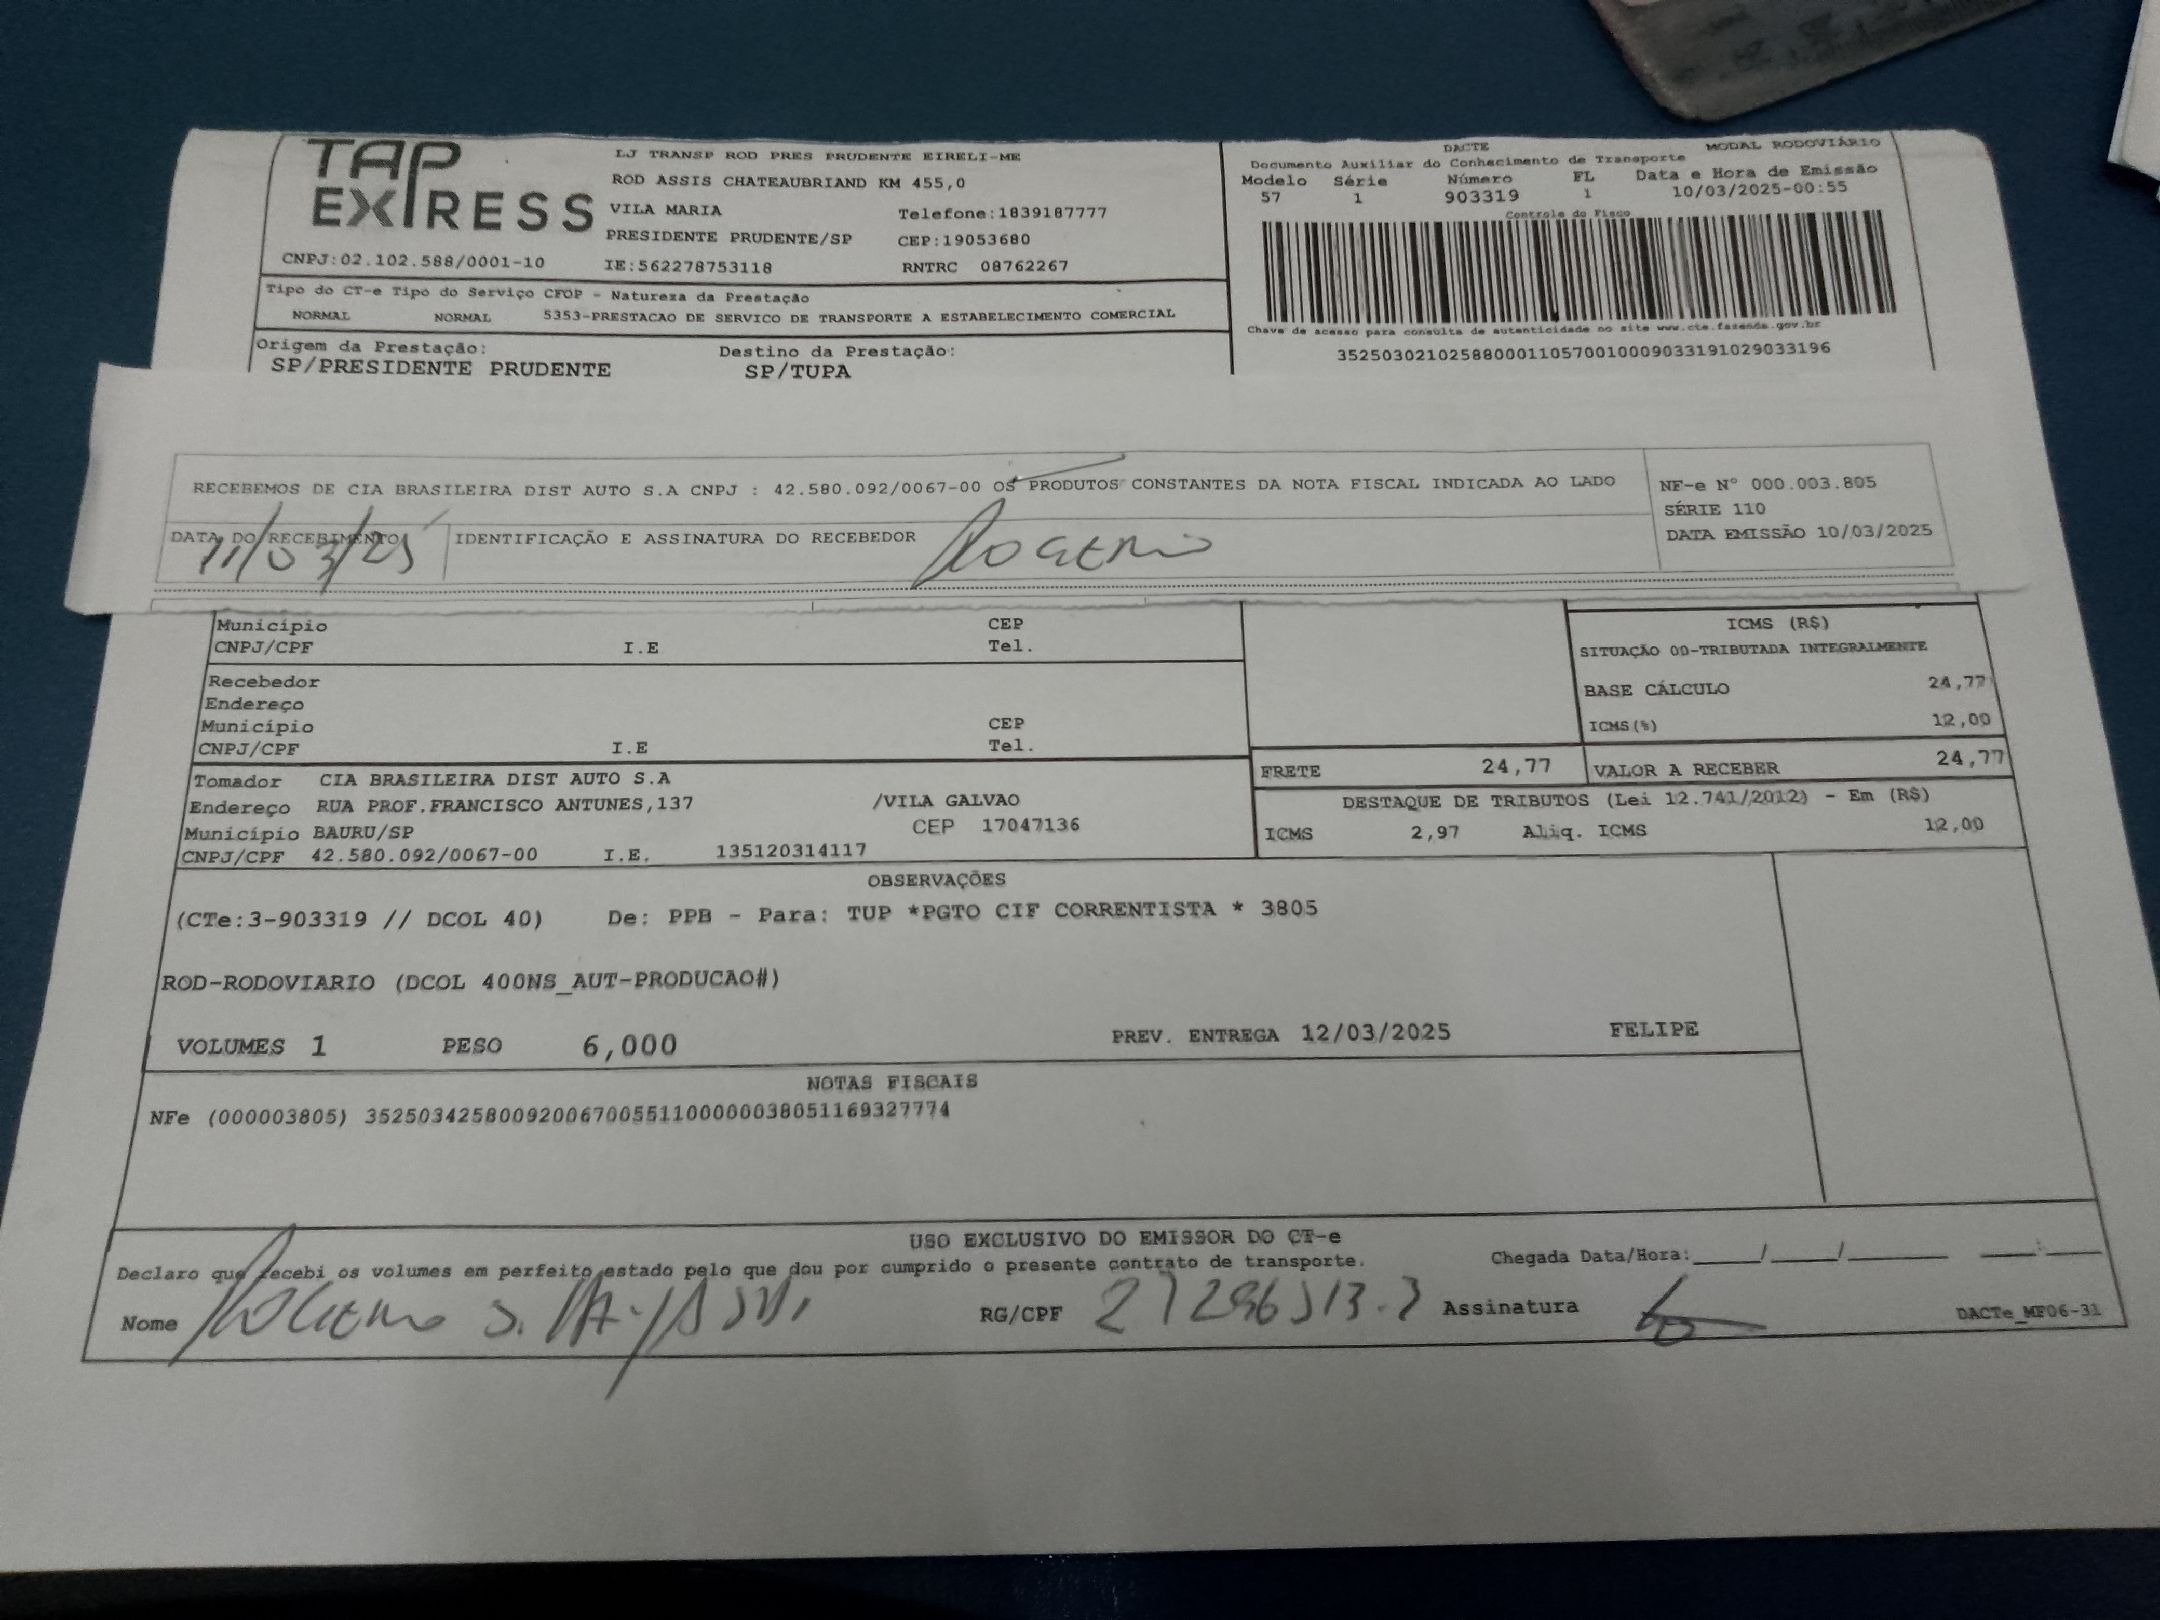 TAP EXPRESS
LJ TRANSP ROD PRES PRUDENTE EIRELI-ME
ROD ASSIS CHATEAUBRIAND KM 455,0
VILA MARIA Telefone:1839187777
PRESIDENTE PRUDENTE/SP CEP:19053680
CNPJ:02.102.588/0001-10 IE:562278753118 RNTRC 08762267
DACTE MODAL RODOVIÁRIO
Documento Auxiliar do Conhecimento de Transporte
Modelo Série Número FL Data e Hora de Emissão
57 1 903319 1 10/03/2025-00:55
Controle do Fisco
Chave de acesso para consulta de autenticidade no site www.cte.fazenda.gov.br
35250302102588000110570010009033191029033196
Tipo do CT-e Tipo do Serviço CFOP - Natureza da Prestação
NORMAL NORMAL 5353-PRESTACAO DE SERVICO DE TRANSPORTE A ESTABELECIMENTO COMERCIAL
Origem da Prestação: Destino da Prestação:
SP/PRESIDENTE PRUDENTE SP/TUPA
RECEBEMOS DE CIA BRASILEIRA DIST AUTO S.A CNPJ : 42.580.092/0067-00 OS PRODUTOS CONSTANTES DA NOTA FISCAL INDICADA AO LADO
NF-e Nº 000.003.805
SÉRIE 110
DATA EMISSÃO 10/03/2025
DATA DO RECEBIMENTO IDENTIFICAÇÃO E ASSINATURA DO RECEBEDOR
11/03/25 ROGERIO
Município CEP
CNPJ/CPF I.E Tel.
Recebedor
Endereço
Município CEP
CNPJ/CPF I.E Tel.
ICMS (R$)
SITUAÇÃO 00-TRIBUTADA INTEGRALMENTE
BASE CÁLCULO 24,77
ICMS(%) 12,00
FRETE 24,77 VALOR A RECEBER 24,77
Tomador CIA BRASILEIRA DIST AUTO S.A
Endereço RUA PROF.FRANCISCO ANTUNES,137 /VILA GALVAO
Município BAURU/SP CEP 17047136
CNPJ/CPF 42.580.092/0067-00 I.E. 135120314117
DESTAQUE DE TRIBUTOS (Lei 12.741/2012) - Em (R$)
ICMS 2,97 Aliq. ICMS 12,00
OBSERVAÇÕES
(CTe:3-903319 // DCOL 40) De: PPB - Para: TUP *PGTO CIF CORRENTISTA * 3805
ROD-RODOVIARIO (DCOL 400NS_AUT-PRODUCAO#)
VOLUMES 1 PESO 6,000 PREV. ENTREGA 12/03/2025 FELIPE
NOTAS FISCAIS
NFe (000003805) 35250342580092006700551100000038051169327774
USO EXCLUSIVO DO EMISSOR DO CT-e
Declaro que recebi os volumes em perfeito estado pelo que dou por cumprido o presente contrato de transporte. Chegada Data/Hora:____/____/______ ____:____
Nome ROGERIO S. RG/CPF Assinatura DACTe_MF06-31